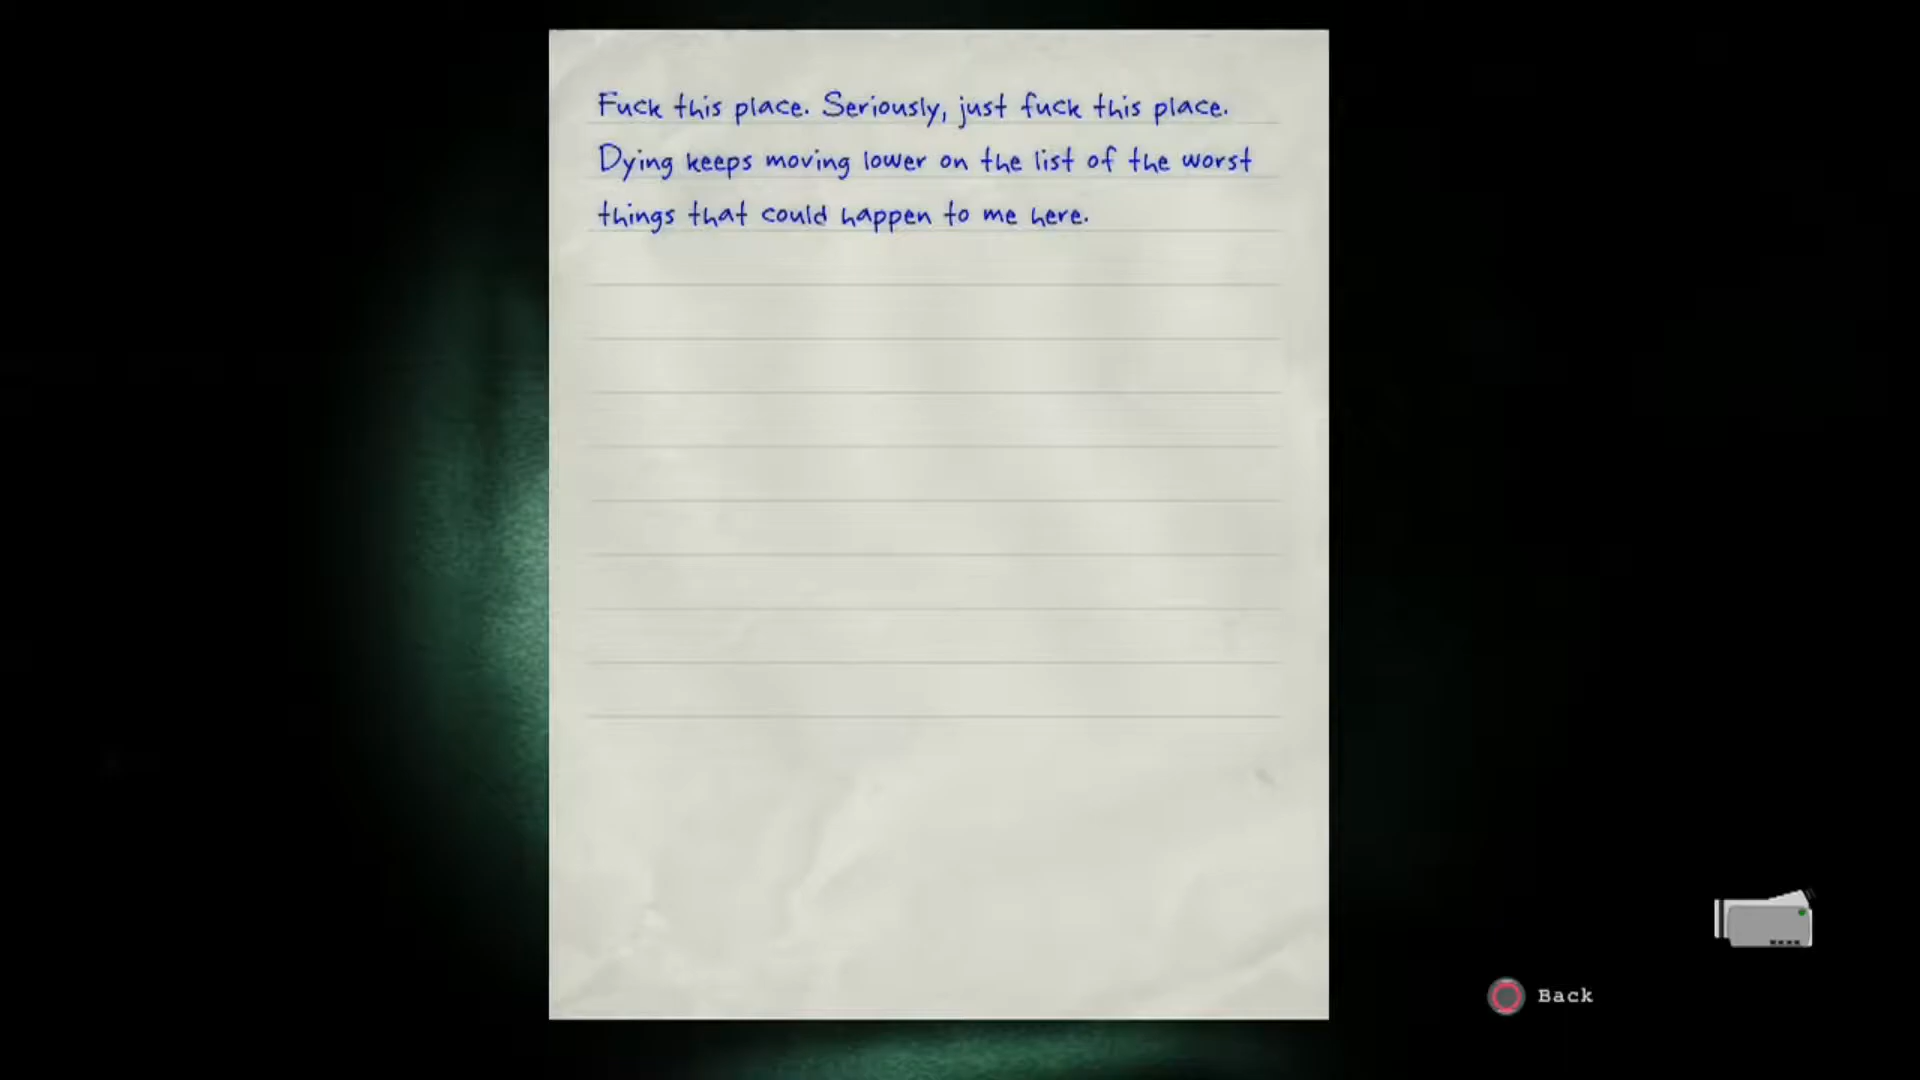 Fuck this place. Seriously, just fuck this place.
Dying keeps moving lower on the list of the worst
things that could happen to me here.
Back